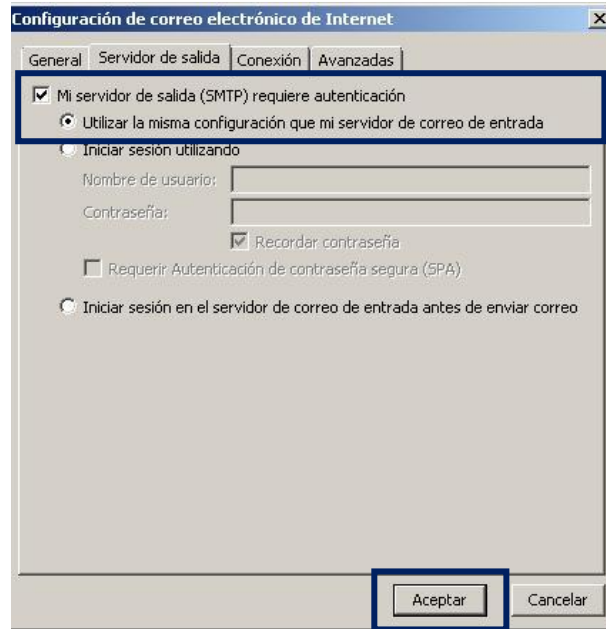 Configuración de correo electrónico de Internet
General Servidor de salida Conexión Avanzadas
Mi servidor de salida (SMTP) requiere autenticación
Utilizar la misma configuración que mi servidor de correo de entrada
Iniciar sesión utilizando
Nombre de usuario:
Contraseña:
Recordar contraseña
Requerir Autenticación de contraseña segura (SPA)
Iniciar sesión en el servidor de correo de entrada antes de enviar correo
Aceptar Cancelar